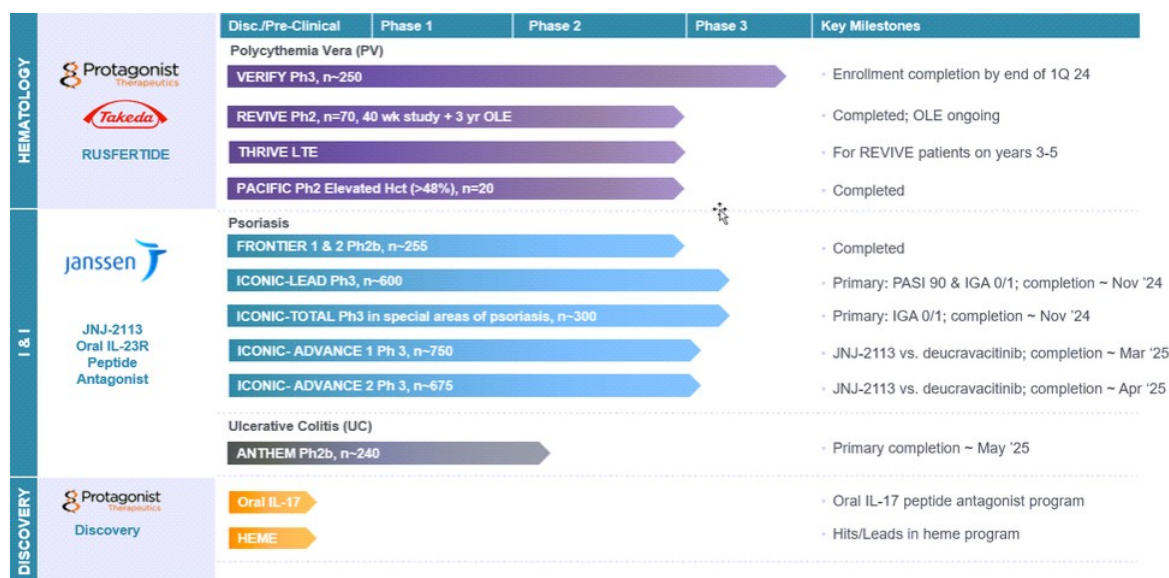 Disc./Pre-Clinical Phase 1 Phase 2 Phase 3 Key Milestones
HEMATOLOGY
Protagonist
Therapeutics
Takeda
RUSFERTIDE
Polycythemia Vera (PV)
VERIFY Ph3, n~250
Enrollment completion by end of 1Q 24
REVIVE Ph2, n=70, 40 wk study + 3 yr OLE
Completed; OLE ongoing
THRIVE LTE
For REVIVE patients on years 3-5
PACIFIC Ph2 Elevated Hct (>48%), n=20
Completed
I & I
Janssen
JNJ-2113
Oral IL-23R
Peptide
Antagonist
Psoriasis
FRONTIER 1 & 2 Ph2b, n~255
Completed
ICONIC-LEAD Ph3, n~600
Primary: PASI 90 & IGA 0/1; completion ~ Nov '24
ICONIC-TOTAL Ph3 in special areas of psoriasis, n~300
Primary: IGA 0/1; completion ~ Nov '24
ICONIC- ADVANCE 1 Ph 3, n~750
JNJ-2113 vs. deucravacitinib; completion ~ Mar '25
ICONIC- ADVANCE 2 Ph 3, n~675
JNJ-2113 vs. deucravacitinib; completion ~ Apr '25
Ulcerative Colitis (UC)
ANTHEM Ph2b, n~240
Primary completion ~ May '25
DISCOVERY
Protagonist
Therapeutics
Discovery
Oral IL-17
Oral IL-17 peptide antagonist program
HEME
Hits/Leads in heme program